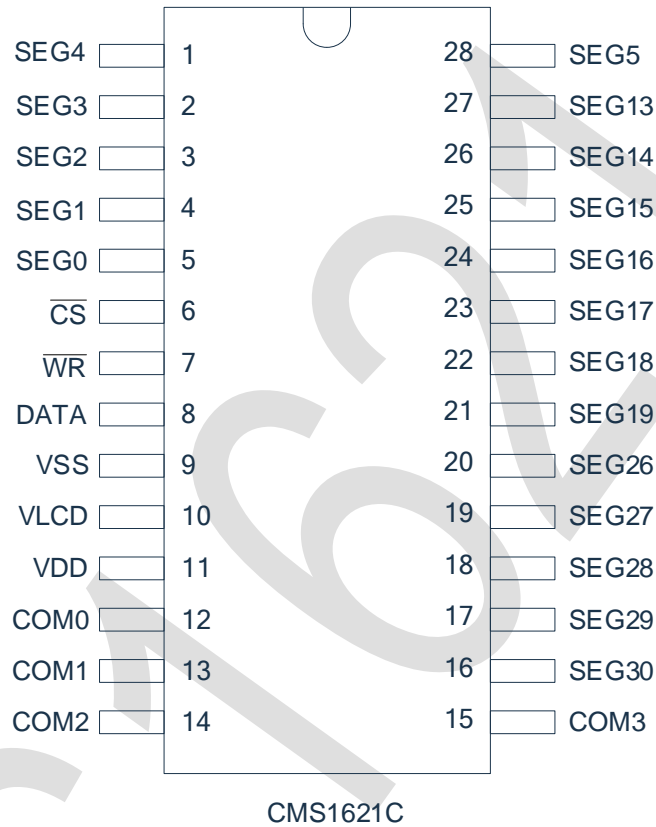 SEG4 1 28 SEG5
SEG3 2 27 SEG13
SEG2 3 26 SEG14
SEG1 4 25 SEG15
SEG0 5 24 SEG16
C̅S̅ 6 23 SEG17
W̅R̅ 7 22 SEG18
DATA 8 21 SEG19
VSS 9 20 SEG26
VLCD 10 19 SEG27
VDD 11 18 SEG28
COM0 12 17 SEG29
COM1 13 16 SEG30
COM2 14 15 COM3
CMS1621C